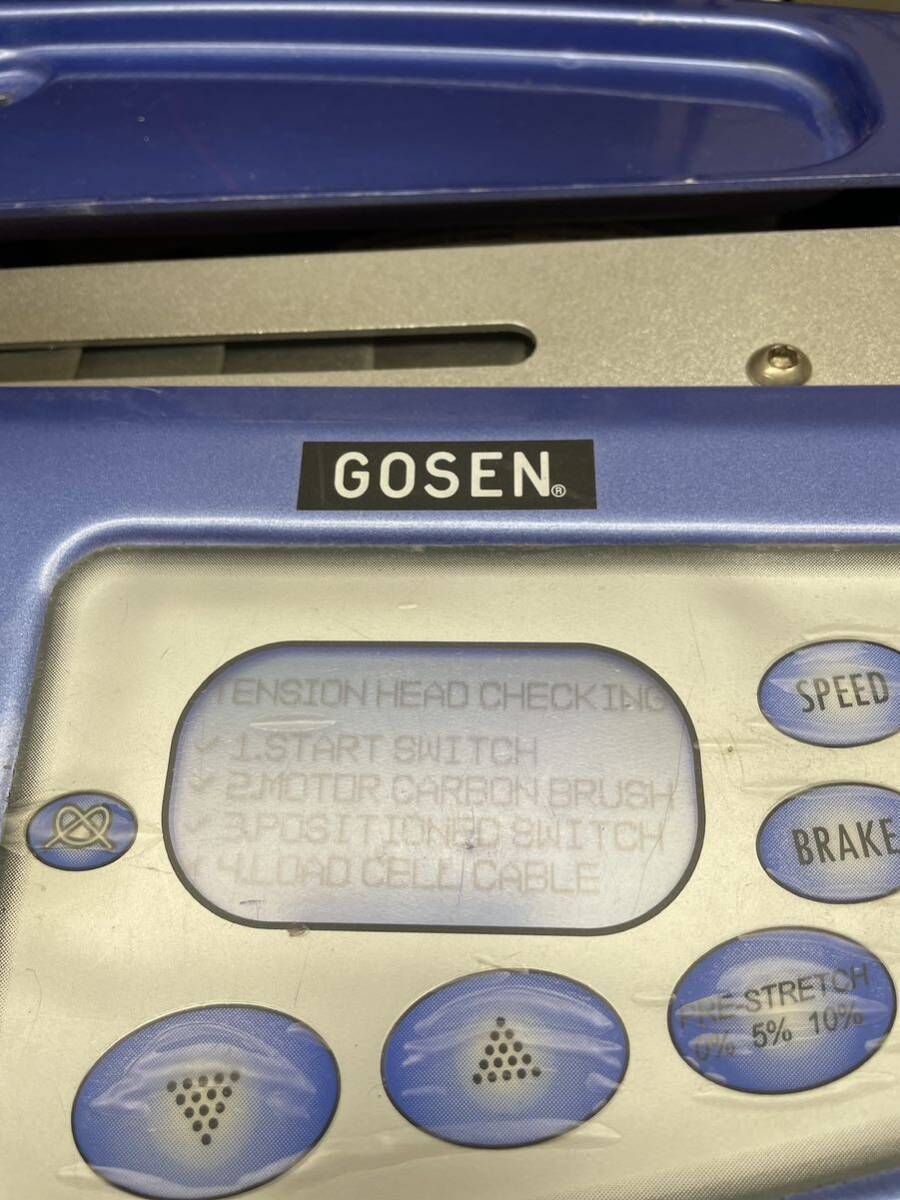 GOSEN®
TENSION HEAD CHECKING
✓ 1.START SWITCH
✓ 2.MOTOR CARBON BRUSH
✓ 3.POSITIONED SWITCH
✓ 4.LOAD CELL CABLE
SPEED
BRAKE
PRE-STRETCH
0% 5% 10%